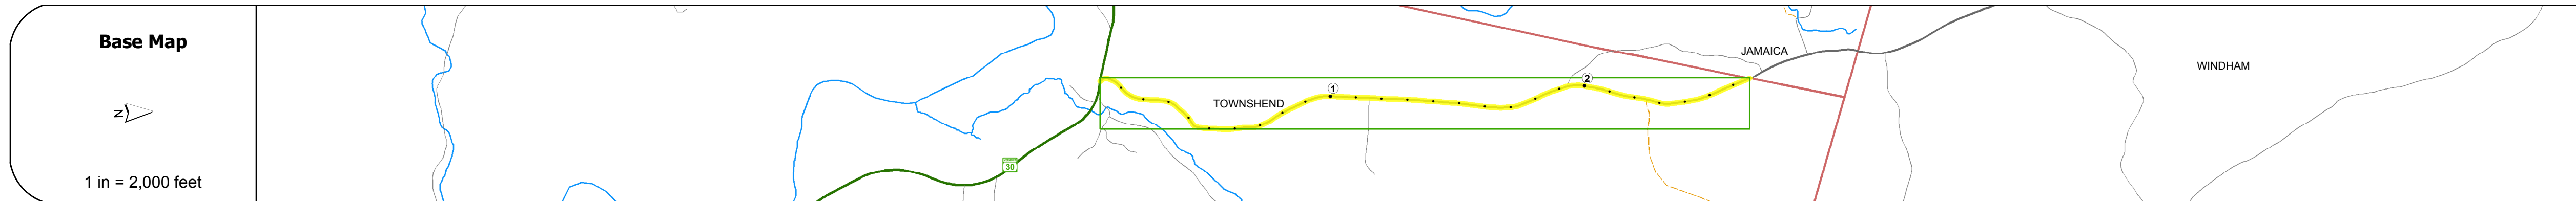 Base Map
N
1 in = 2,000 feet
30
TOWNSHEND
1
2
JAMAICA
WINDHAM